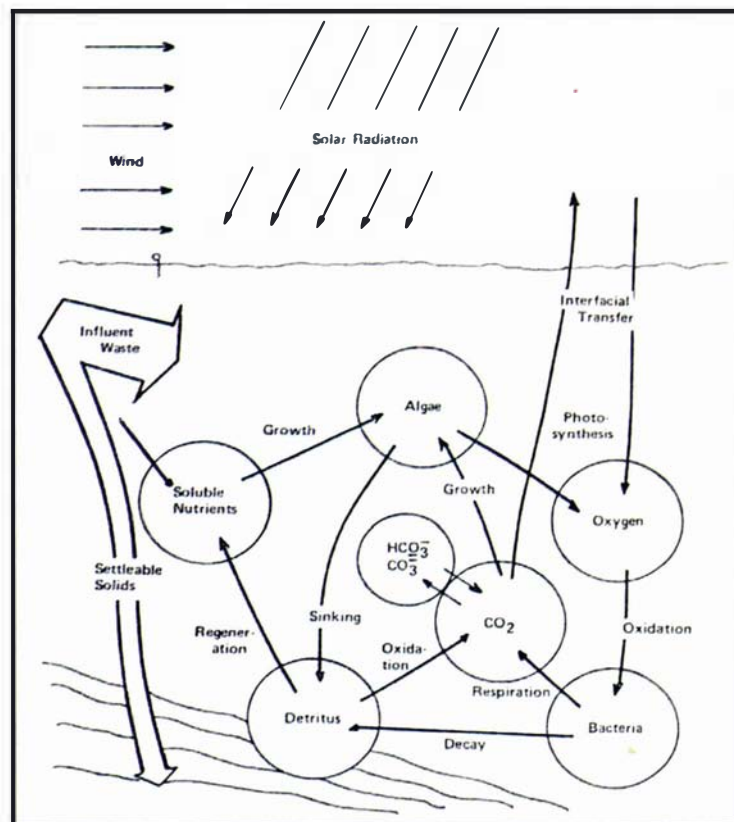 Solar Radiation
Wind
Interfacial
Transfer
Influent
Waste
Algae
Photo-
synthesis
Growth
Soluble
Nutrients
Growth
Oxygen
HCO₃⁻
CO₃⁼
Settleable
Solids
Sinking
CO₂
Oxidation
Regener-
ation
Oxida-
tion
Respiration
Detritus
Bacteria
Decay